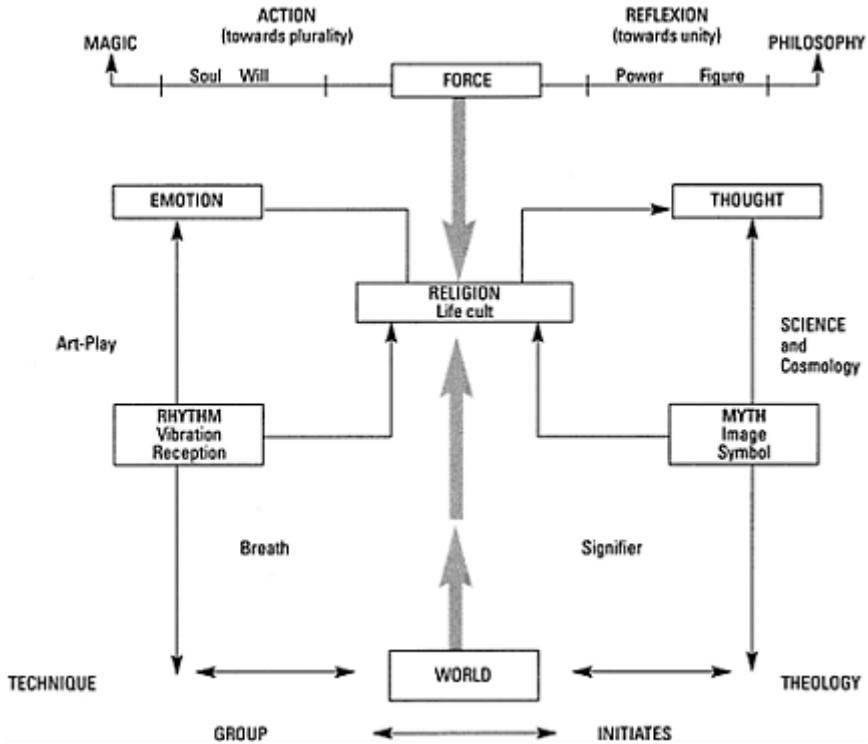 ACTION
(towards plurality)
REFLEXION
(towards unity)
MAGIC
PHILOSOPHY
Soul Will
FORCE
Power Figure
EMOTION
THOUGHT
RELIGION
Life cult
Art-Play
SCIENCE
and
Cosmology
RHYTHM
Vibration
Reception
MYTH
Image
Symbol
Breath
Signifier
TECHNIQUE
WORLD
THEOLOGY
GROUP
INITIATES